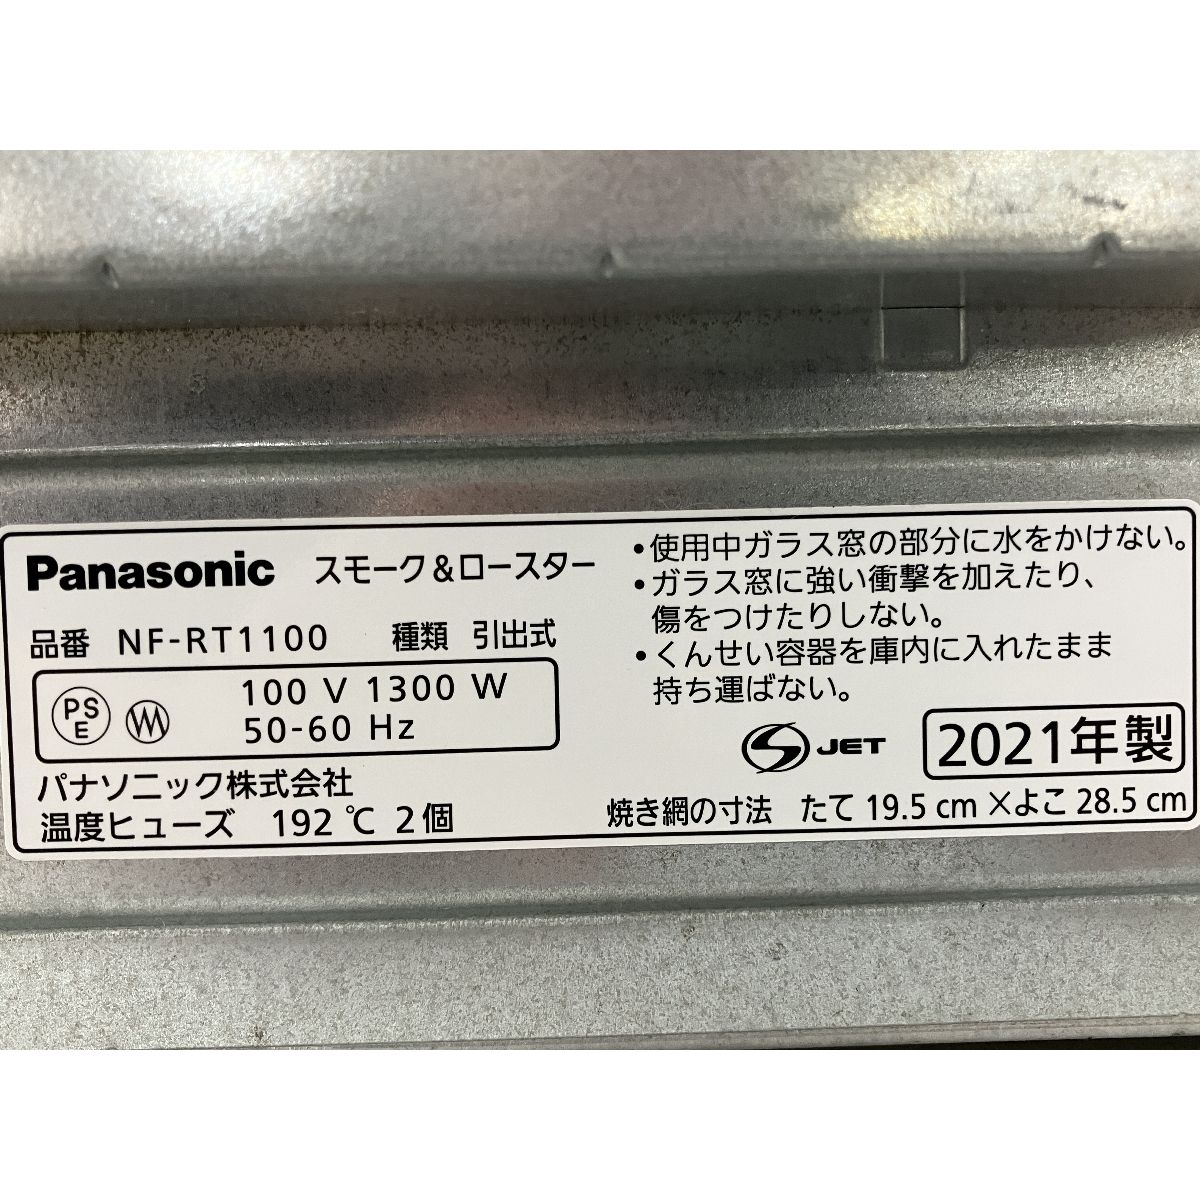 Panasonic スモーク&ロースター
品番 NF-RT1100 種類 引出式
PS
E
100 V 1300 W
50-60 Hz
パナソニック株式会社
温度ヒューズ 192 ℃ 2個
•使用中ガラス窓の部分に水をかけない。
•ガラス窓に強い衝撃を加えたり、
傷をつけたりしない。
•くんせい容器を庫内に入れたまま
持ち運ばない。
S JET 2021年製
焼き網の寸法 たて 19.5 cm ×よこ 28.5 cm